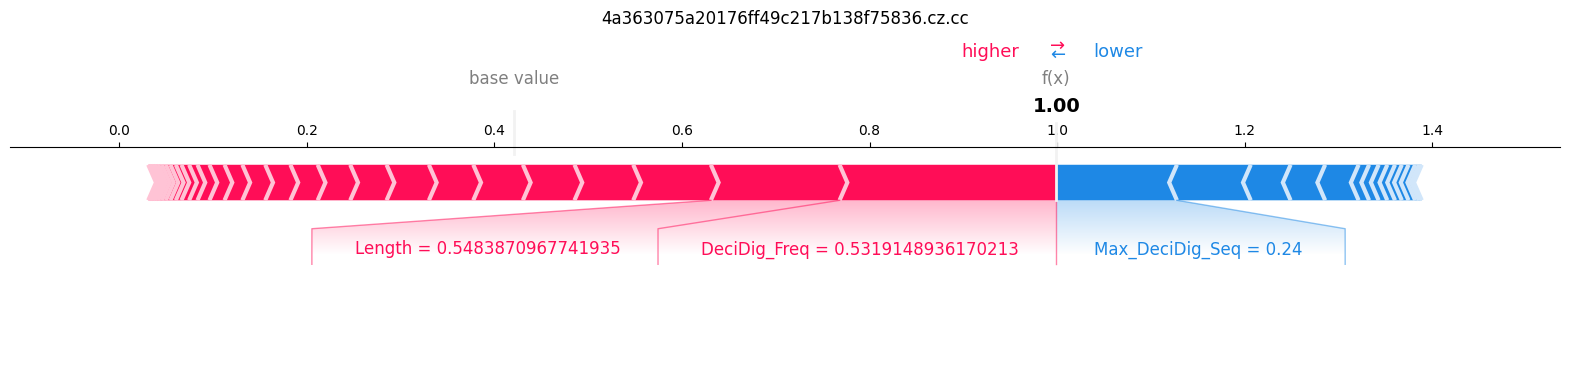 4a363075a20176ff49c217b138f75836.cz.cc
higher ⇄ lower
base value f(x)
1.00
0.0 0.2 0.4 0.6 0.8 1.0 1.2 1.4
Length = 0.5483870967741935 DeciDig_Freq = 0.5319148936170213 Max_DeciDig_Seq = 0.24